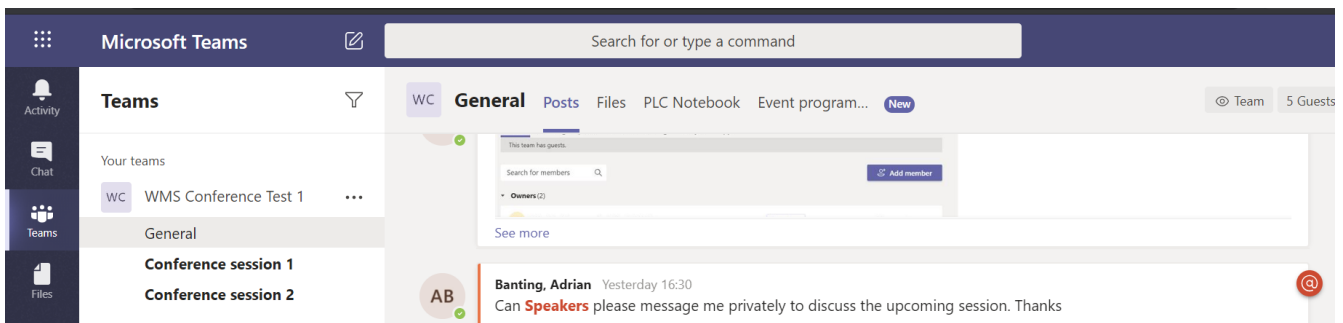 Microsoft Teams
Search for or type a command
Activity
Chat
Teams
Files
Teams
Your teams
WC WMS Conference Test 1 ...
General
Conference session 1
Conference session 2
WC General Posts Files PLC Notebook Event program... New
Team 5 Guests
This team has guests.
Search for members
Add member
Owners (2)
See more
AB
Banting, Adrian Yesterday 16:30
Can Speakers please message me privately to discuss the upcoming session. Thanks
@